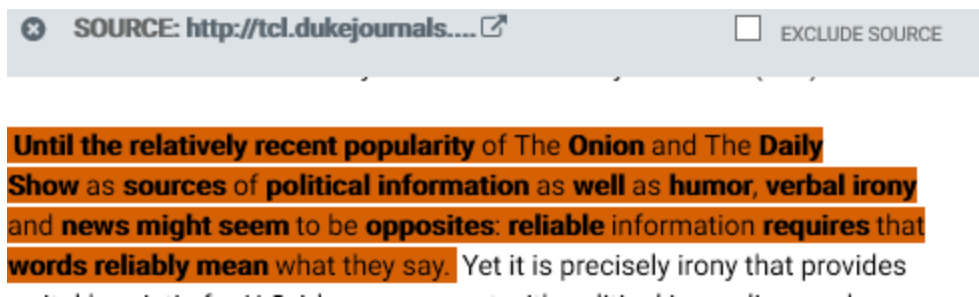 SOURCE: http://tcl.dukejournals....
EXCLUDE SOURCE
Until the relatively recent popularity of The Onion and The Daily
Show as sources of political information as well as humor, verbal irony
and news might seem to be opposites: reliable information requires that
words reliably mean what they say. Yet it is precisely irony that provides